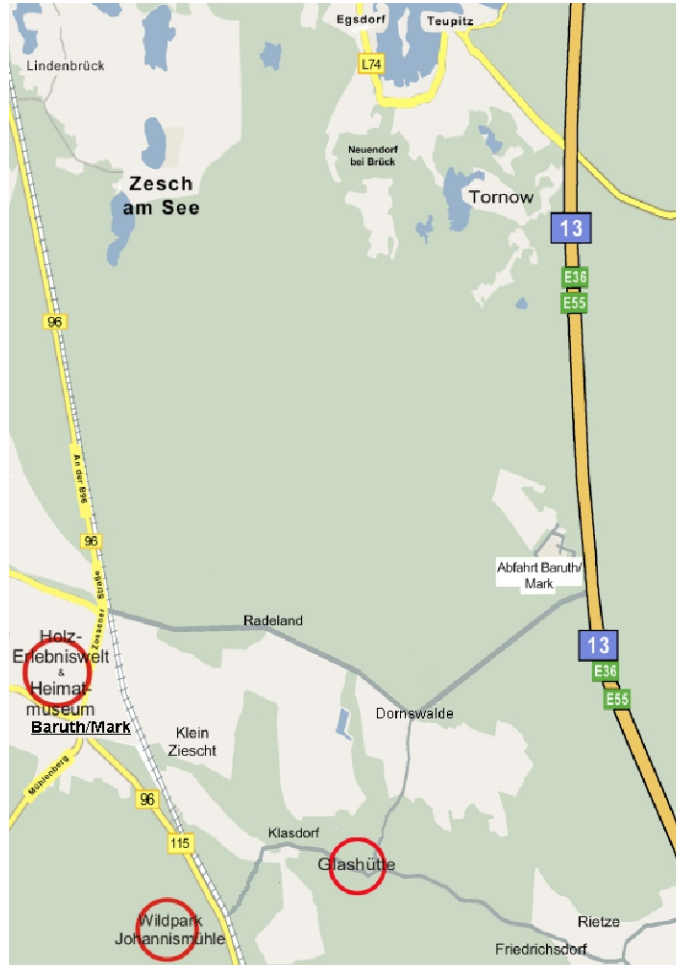 Egsdorf
Teupitz
Lindenbrück
L74
Neuendorf
bei Brück
Zesch
am See
Tornow
13
E36
E55
96
An der B96
96
Abfahrt Baruth/
Mark
Zossener Straße
Radeland
Holz-
Erlebniswelt
&
Heimat-
museum
Baruth/Mark
13
E36
E55
Dornswalde
Klein
Ziescht
Mühlenberg
96
115
Klasdorf
Glashütte
Wildpark
Johannismühle
Rietze
Friedrichsdorf